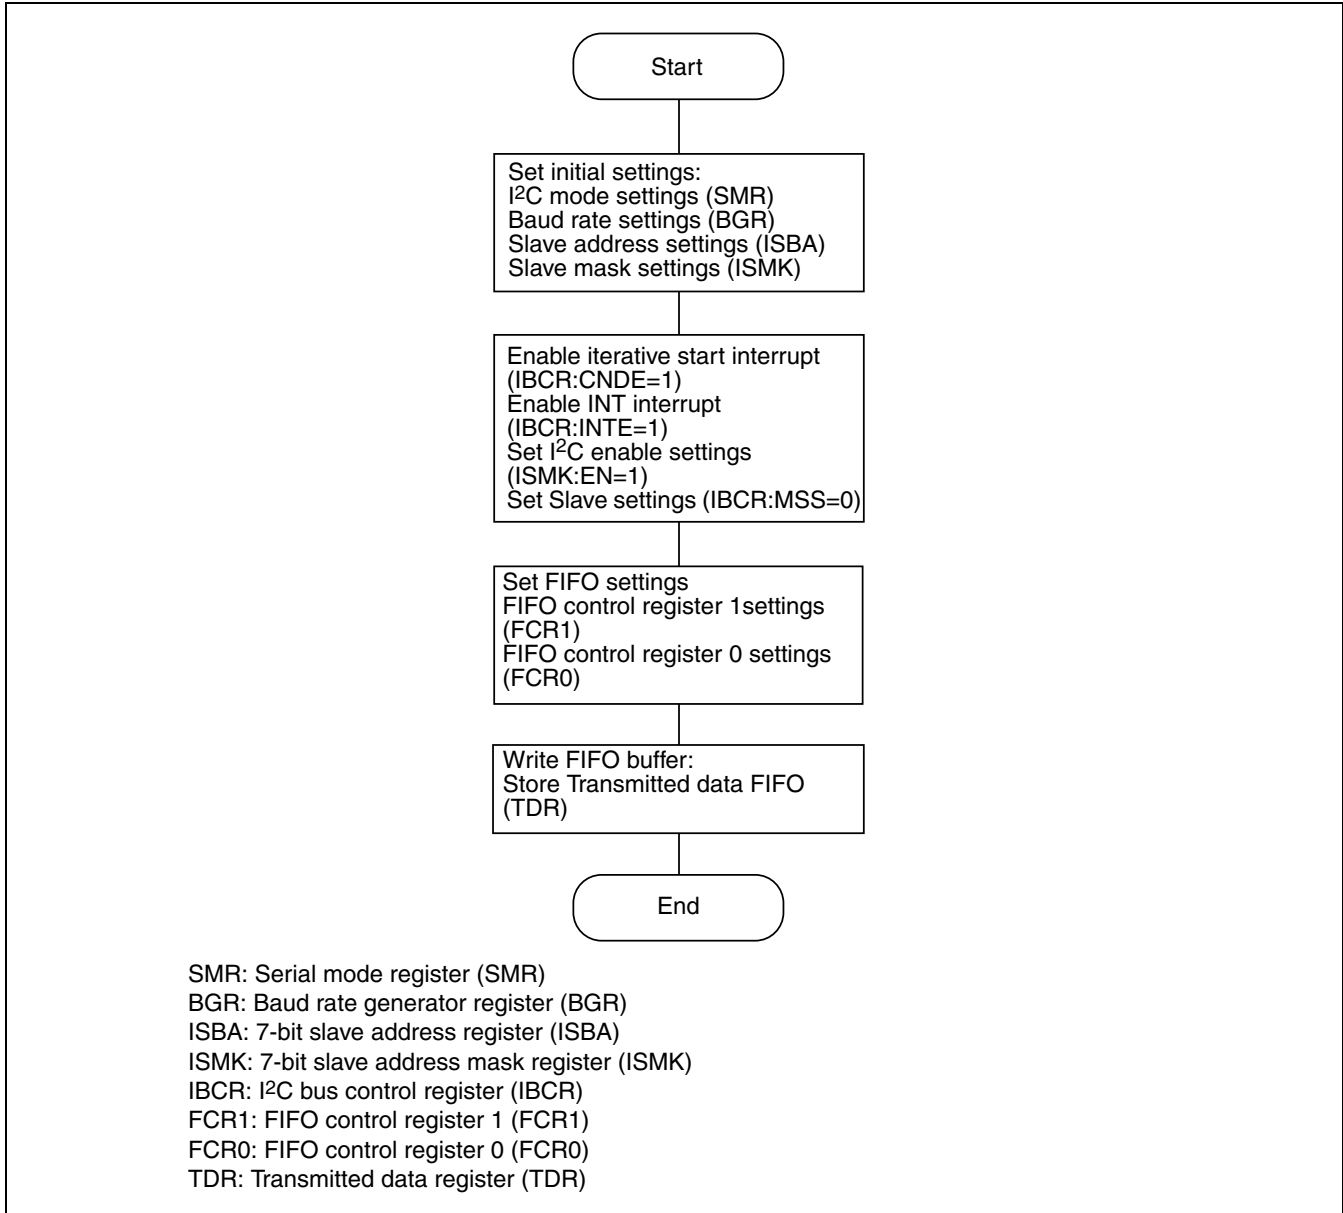 Start
Set initial settings:
I²C mode settings (SMR)
Baud rate settings (BGR)
Slave address settings (ISBA)
Slave mask settings (ISMK)
Enable iterative start interrupt
(IBCR:CNDE=1)
Enable INT interrupt
(IBCR:INTE=1)
Set I²C enable settings
(ISMK:EN=1)
Set Slave settings (IBCR:MSS=0)
Set FIFO settings
FIFO control register 1settings
(FCR1)
FIFO control register 0 settings
(FCR0)
Write FIFO buffer:
Store Transmitted data FIFO
(TDR)
End
SMR: Serial mode register (SMR)
BGR: Baud rate generator register (BGR)
ISBA: 7-bit slave address register (ISBA)
ISMK: 7-bit slave address mask register (ISMK)
IBCR: I²C bus control register (IBCR)
FCR1: FIFO control register 1 (FCR1)
FCR0: FIFO control register 0 (FCR0)
TDR: Transmitted data register (TDR)